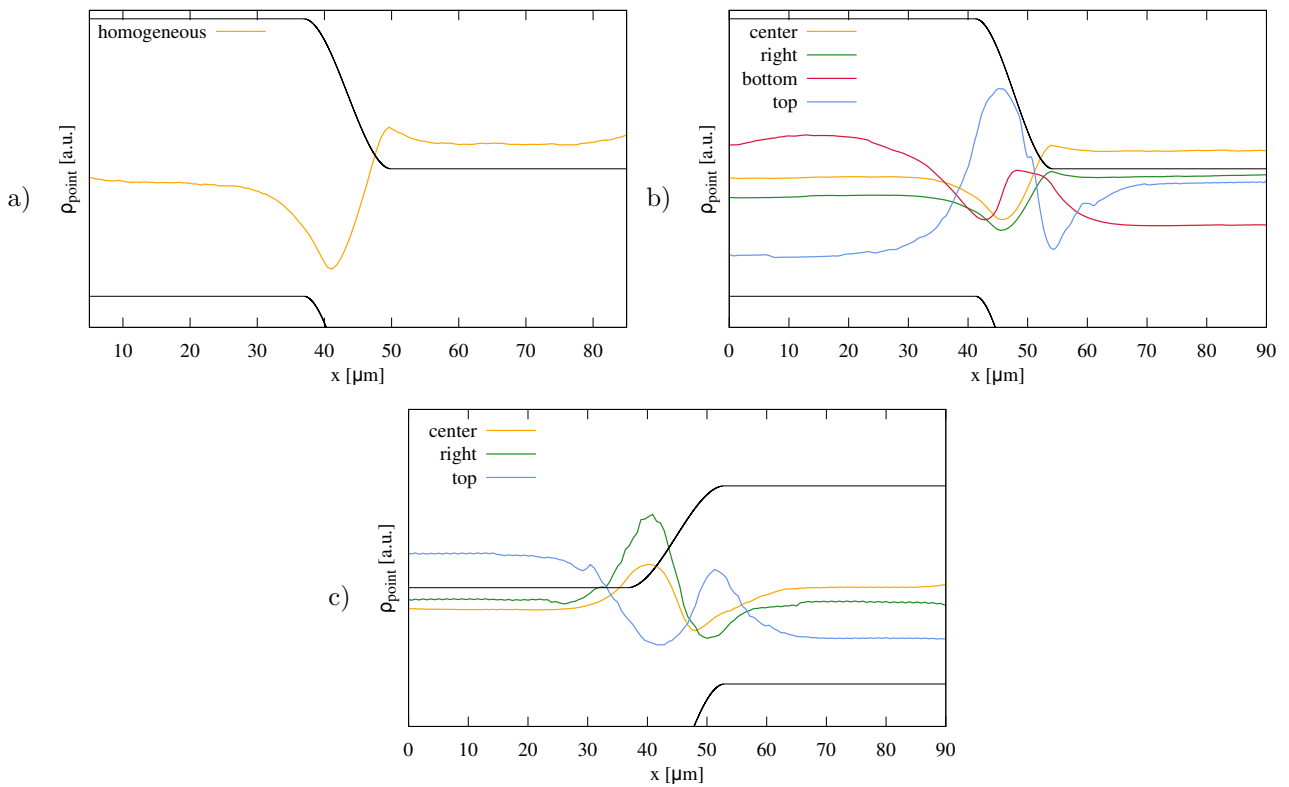 a)
homogeneous
ρpoint [a.u.]
10 20 30 40 50 60 70 80
x [µm]
b)
center
right
bottom
top
ρpoint [a.u.]
0 10 20 30 40 50 60 70 80 90
x [µm]
c)
center
right
top
ρpoint [a.u.]
0 10 20 30 40 50 60 70 80 90
x [µm]